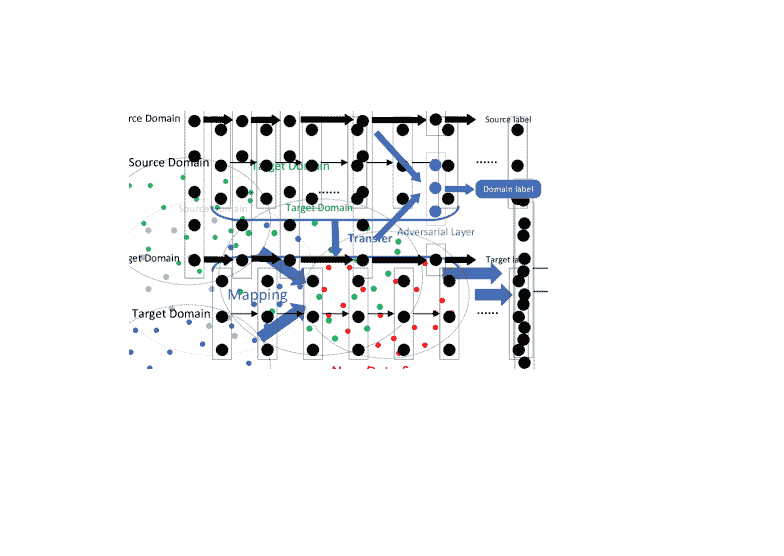 rce Domain
Source label
Source Domain
Target Domain
......
......
Domain label
Source Domain
Target Domain
Adversarial Layer
Transfer
get Domain
Target la
Mapping
Target Domain
......